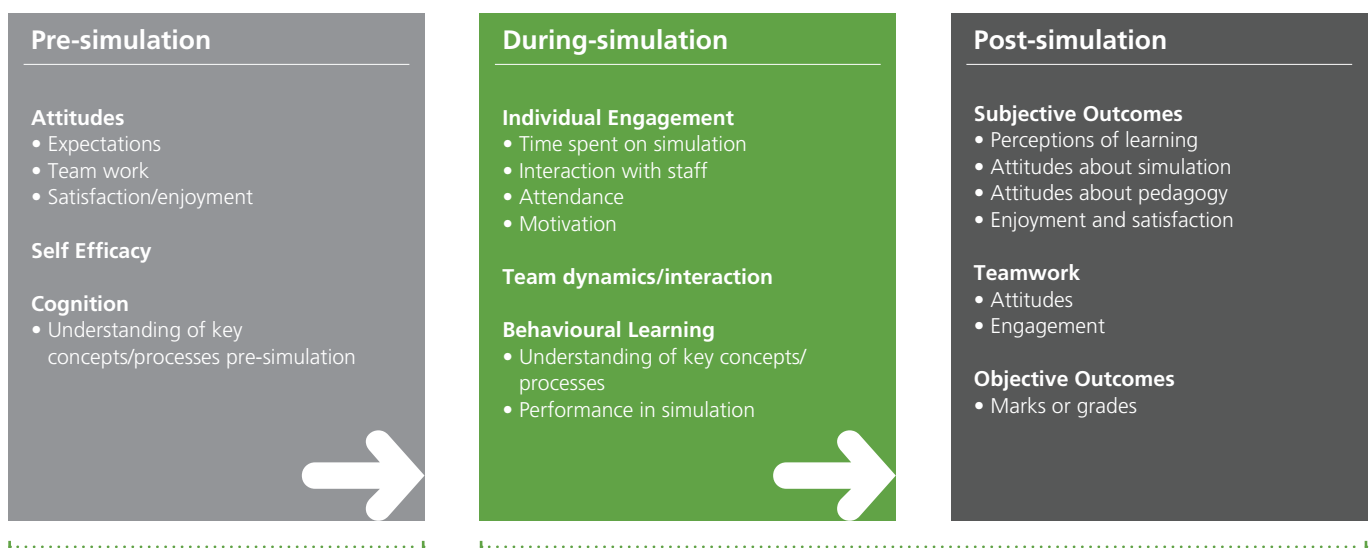 Pre-simulation
Attitudes
• Expectations
• Team work
• Satisfaction/enjoyment
Self Efficacy
Cognition
• Understanding of key
concepts/processes pre-simulation
During-simulation
Individual Engagement
• Time spent on simulation
• Interaction with staff
• Attendance
• Motivation
Team dynamics/interaction
Behavioural Learning
• Understanding of key concepts/
processes
• Performance in simulation
Post-simulation
Subjective Outcomes
• Perceptions of learning
• Attitudes about simulation
• Attitudes about pedagogy
• Enjoyment and satisfaction
Teamwork
• Attitudes
• Engagement
Objective Outcomes
• Marks or grades